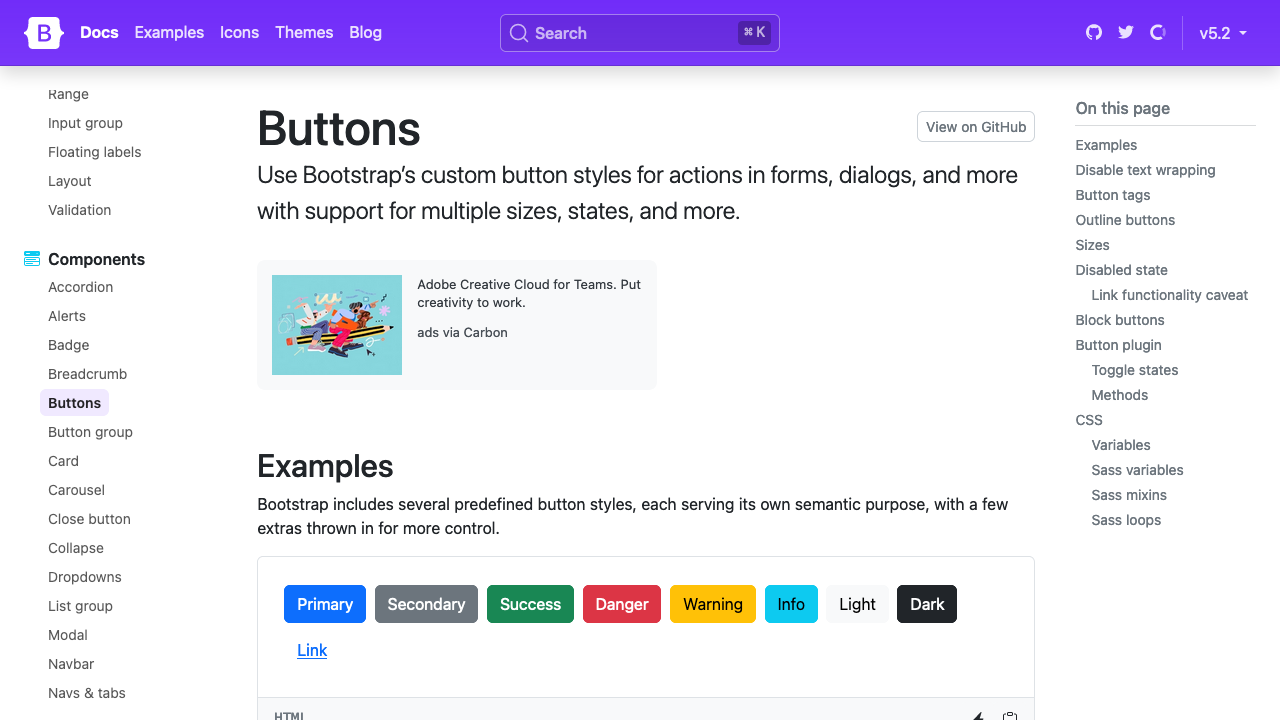 B Docs Examples Icons Themes Blog Search ⌘ K v5.2
Range
Input group
Floating labels
Layout
Validation
Components
Accordion
Alerts
Badge
Breadcrumb
Buttons
Button group
Card
Carousel
Close button
Collapse
Dropdowns
List group
Modal
Navbar
Navs & tabs
Buttons
View on GitHub
Use Bootstrap’s custom button styles for actions in forms, dialogs, and more
with support for multiple sizes, states, and more.
Adobe Creative Cloud for Teams. Put
creativity to work.
ads via Carbon
Examples
Bootstrap includes several predefined button styles, each serving its own semantic purpose, with a few
extras thrown in for more control.
Primary Secondary Success Danger Warning Info Light Dark
Link
HTML
On this page
Examples
Disable text wrapping
Button tags
Outline buttons
Sizes
Disabled state
Link functionality caveat
Block buttons
Button plugin
Toggle states
Methods
CSS
Variables
Sass variables
Sass mixins
Sass loops